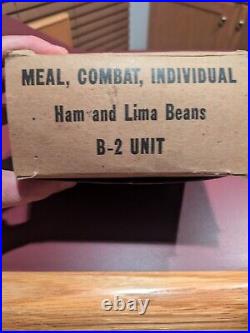 MEAL, COMBAT, INDIVIDUAL
Ham and Lima Beans
B-2 UNIT